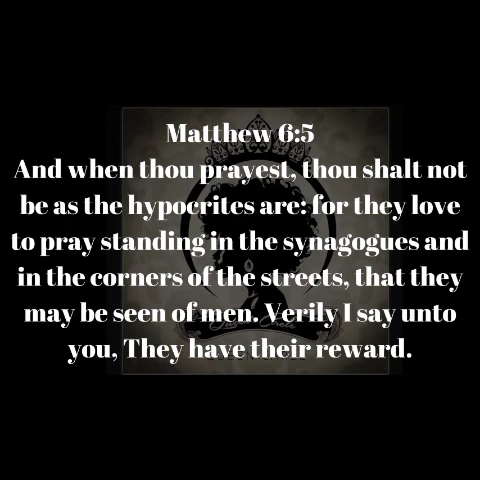 Matthew 6:5
And when thou prayest, thou shalt not
be as the hypocrites are: for they love
to pray standing in the synagogues and
in the corners of the streets, that they
may be seen of men. Verily I say unto
you, They have their reward.